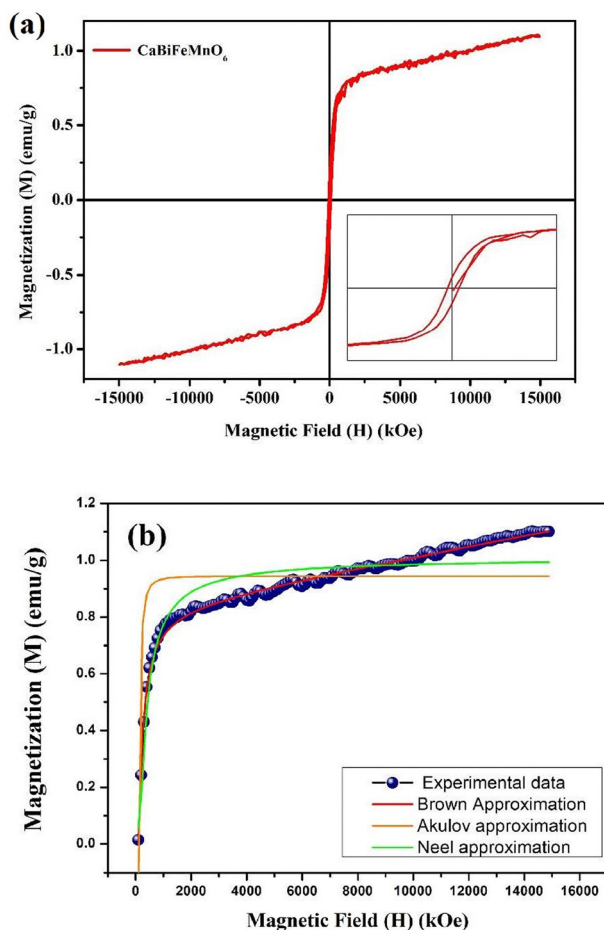 (a)
CaBiFeMnO₆
Magnetization (M) (emu/g)
1.0
0.5
0.0
-0.5
-1.0
-15000 -10000 -5000 0 5000 10000 15000
Magnetic Field (H) (kOe)
(b)
Magnetization (M) (emu/g)
1.2
1.0
0.8
0.6
0.4
0.2
0.0
Experimental data
Brown Approximation
Akulov approximation
Neel approximation
0 2000 4000 6000 8000 10000 12000 14000 16000
Magnetic Field (H) (kOe)